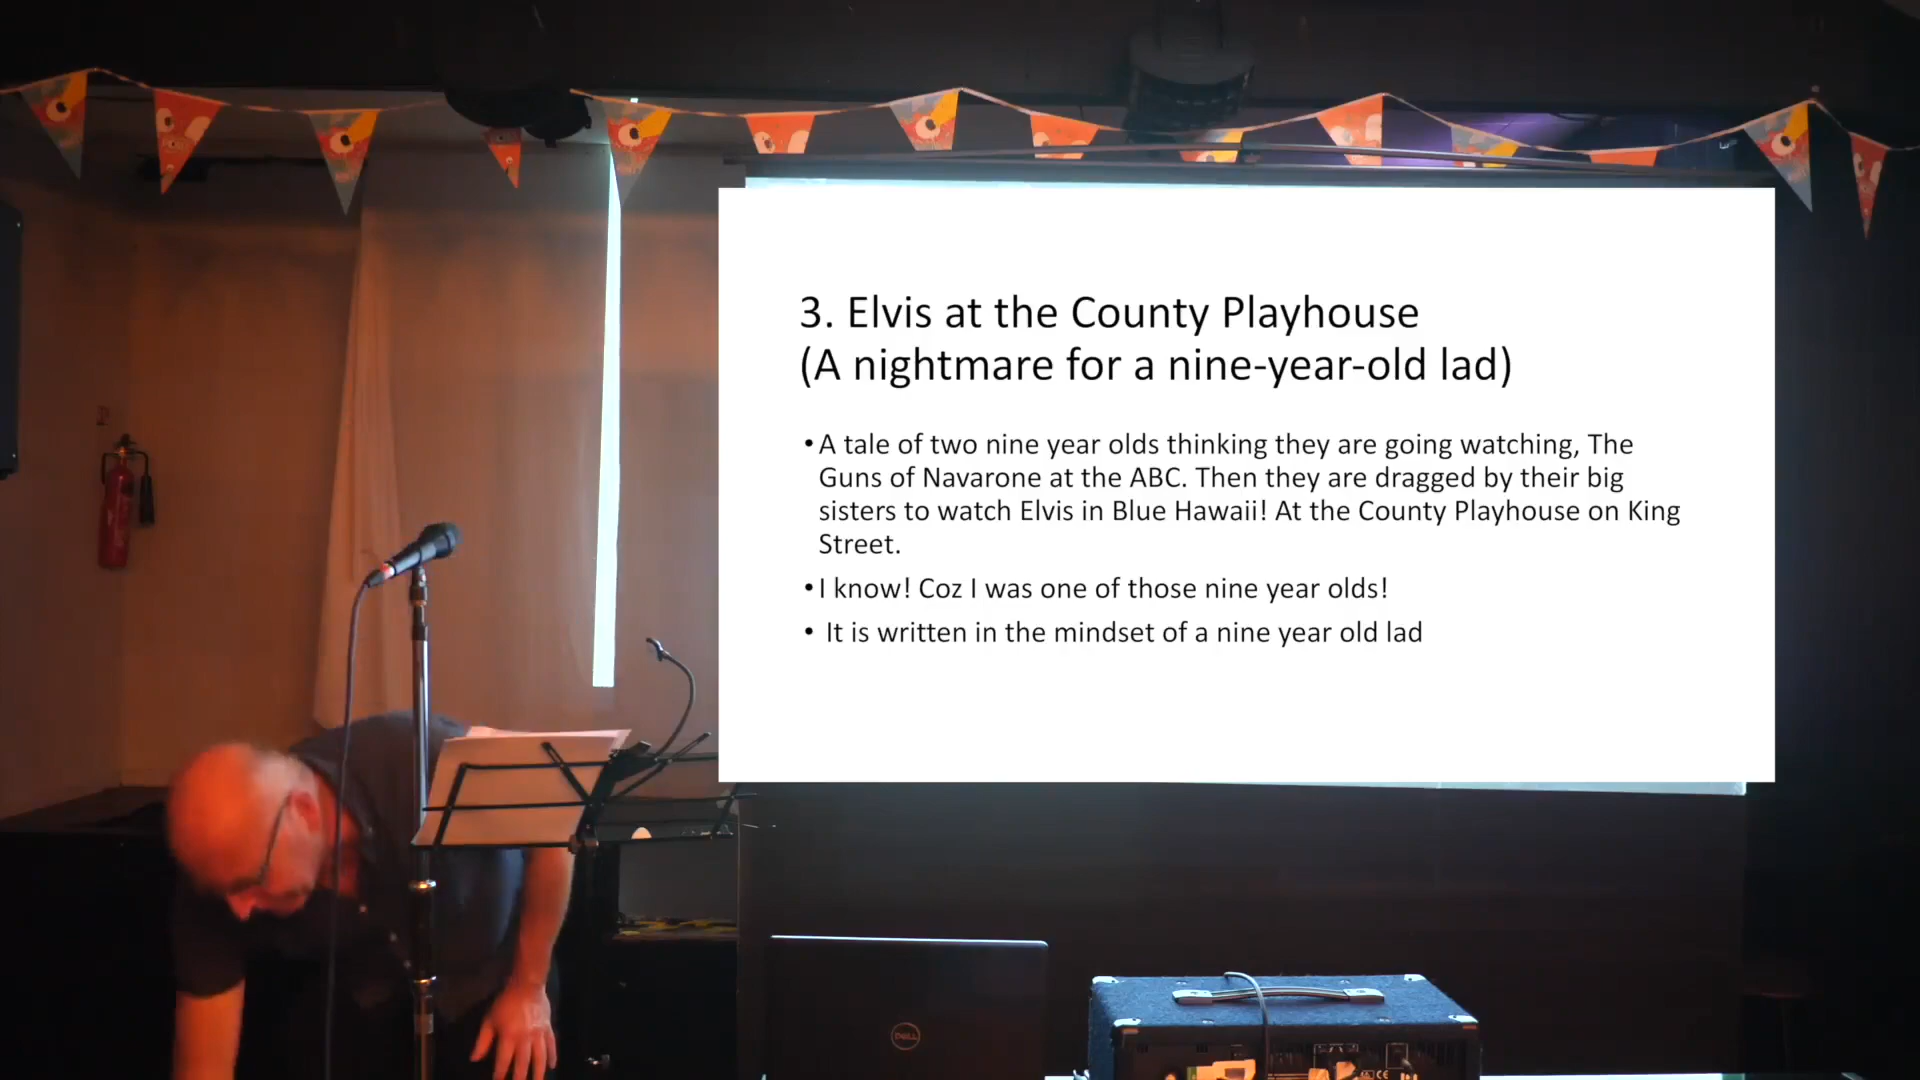 3. Elvis at the County Playhouse
(A nightmare for a nine-year-old lad)
•A tale of two nine year olds thinking they are going watching, The
Guns of Navarone at the ABC. Then they are dragged by their big
sisters to watch Elvis in Blue Hawaii! At the County Playhouse on King
Street.
•I know! Coz I was one of those nine year olds!
• It is written in the mindset of a nine year old lad
DELL